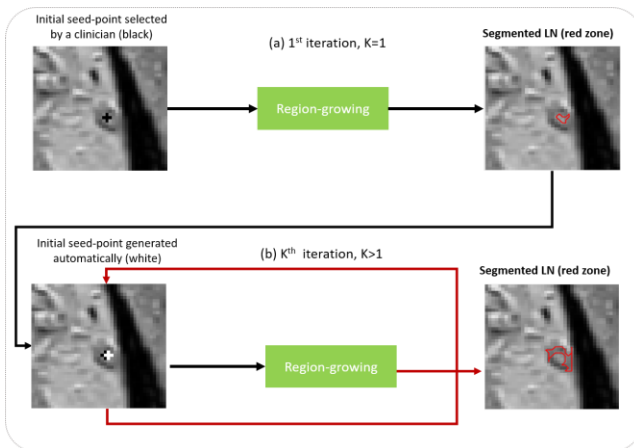 Initial seed-point selected
by a clinician (black)
(a) 1st iteration, K=1
Segmented LN (red zone)
Region-growing
Initial seed-point generated
automatically (white)
(b) Kth iteration, K>1
Segmented LN (red zone)
Region-growing